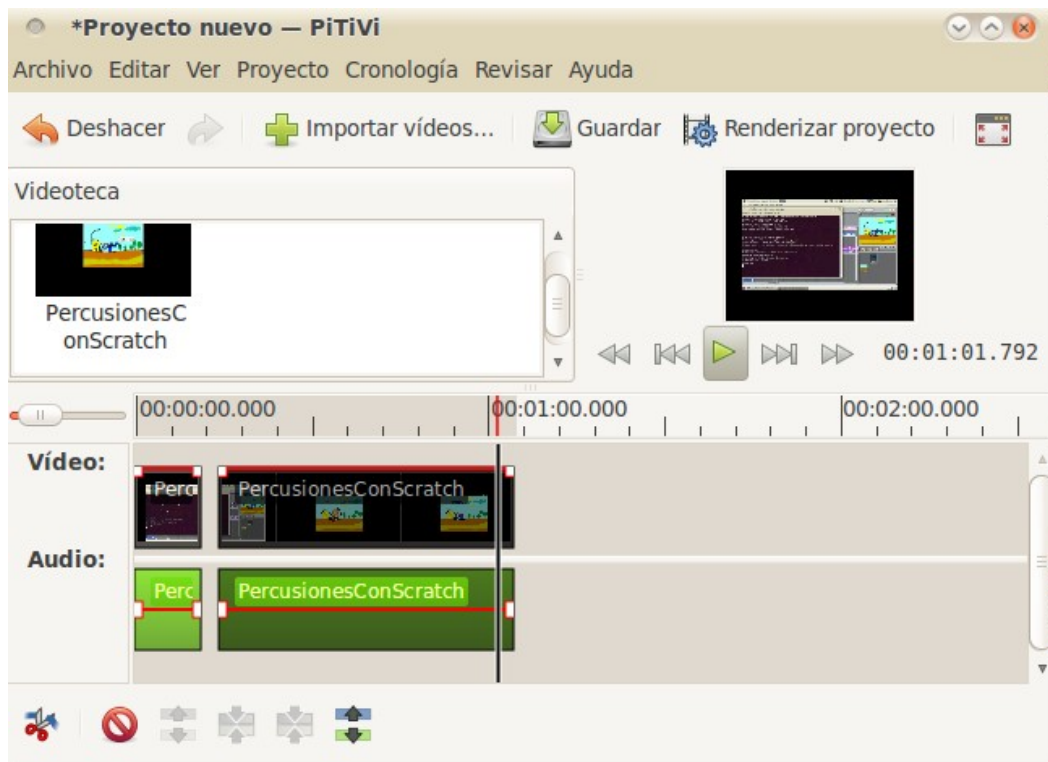 *Proyecto nuevo — PiTiVi
Archivo Editar Ver Proyecto Cronología Revisar Ayuda
Deshacer Importar vídeos... Guardar Renderizar proyecto
Videoteca
PercusionesC
onScratch
00:01:01.792
00:00:00.000 00:01:00.000 00:02:00.000
Vídeo:
Perc PercusionesConScratch
Audio:
Perc PercusionesConScratch